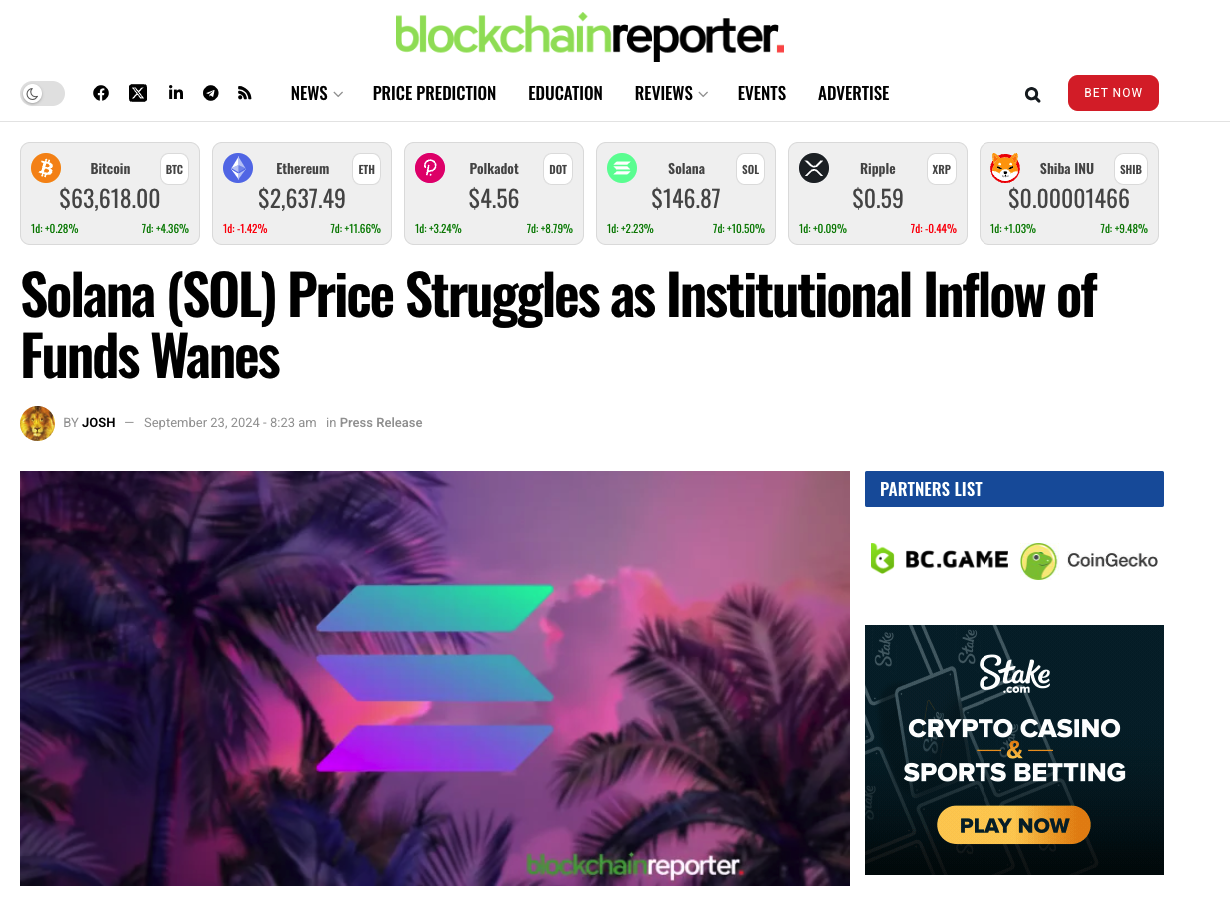 blockchainreporter.
NEWS PRICE PREDICTION EDUCATION REVIEWS EVENTS ADVERTISE BET NOW
Bitcoin BTC
$63,618.00
1d: +0.28% 7d: +4.36%
Ethereum ETH
$2,637.49
1d: -1.42% 7d: +11.66%
Polkadot DOT
$4.56
1d: +3.24% 7d: +8.79%
Solana SOL
$146.87
1d: +2.23% 7d: +10.50%
Ripple XRP
$0.59
1d: +0.09% 7d: -0.44%
Shiba INU SHIB
$0.00001466
1d: +1.03% 7d: +9.48%
Solana (SOL) Price Struggles as Institutional Inflow of
Funds Wanes
BY JOSH — September 23, 2024 - 8:23 am in Press Release
blockchainreporter.
PARTNERS LIST
BC.GAME CoinGecko
Stake
Stake
Stake
.com
CRYPTO CASINO
&
SPORTS BETTING
PLAY NOW